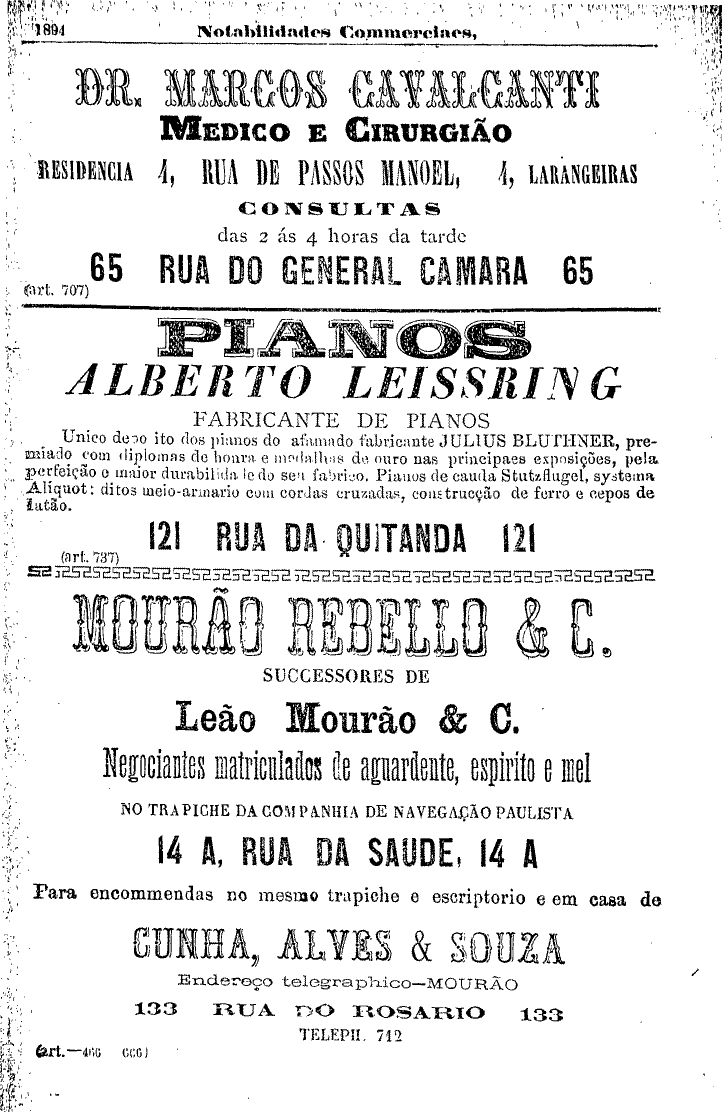 1894 Notabilidades Commerciaes,
DR. MARCOS CAVALCANTI
MEDICO E CIRURGIÃO
RESIDENCIA 4, RUA DE PASSOS MANOEL, 4, LARANGEIRAS
CONSULTAS
das 2 ás 4 horas da tarde
65 RUA DO GENERAL CAMARA 65
(art. 707)
PIANOS
ALBERTO LEISSRING
FABRICANTE DE PIANOS
Unico deposito dos pianos do afamado fabricante JULIUS BLUTHNER, pre-
miado com diplomas de honra e medalhas de ouro nas principaes exposições, pela
perfeição e maior durabilidade do seu fabrico. Pianos de cauda Stutzflugel, systema
Aliquot: ditos meio-armario com cordas cruzadas, construcção de ferro e cepos de
latão.
121 RUA DA QUITANDA 121
(art. 737)
MOURÃO REBELLO & C.
SUCCESSORES DE
Leão Mourão & C.
Negociantes matriculados de aguardente, espirito e mel
NO TRAPICHE DA COMPANHIA DE NAVEGAÇÃO PAULISTA
14 A, RUA DA SAUDE, 14 A
Para encommendas no mesmo trapiche e escriptorio e em casa de
CUNHA, ALVES & SOUZA
Endereço telegraphico—MOURÃO
133 RUA DO ROSARIO 133
TELEPH. 712
(art.—466 666)